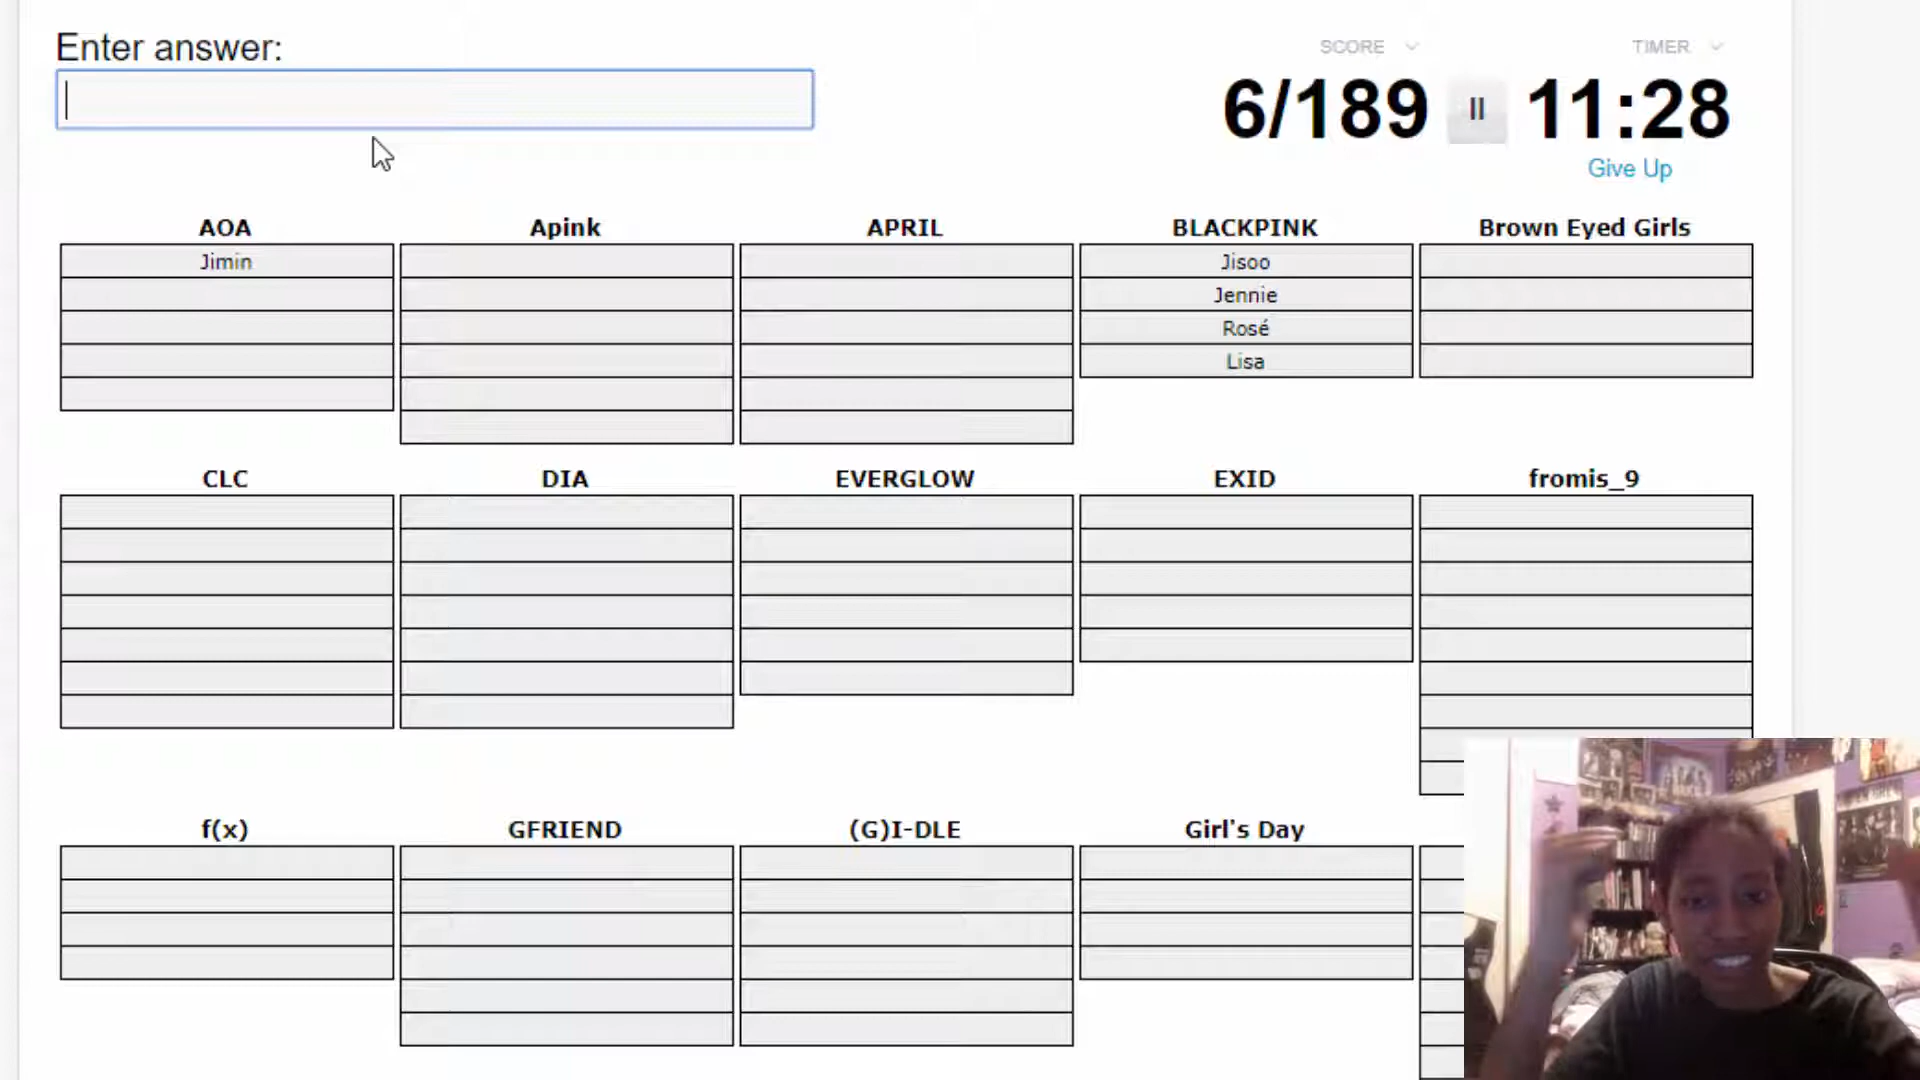 Enter answer:
SCORE
TIMER
6/189
11:28
Give Up
AOA
Apink
APRIL
BLACKPINK
Brown Eyed Girls
Jimin
Jisoo
Jennie
Rosé
Lisa
CLC
DIA
EVERGLOW
EXID
fromis_9
f(x)
GFRIEND
(G)I-DLE
Girl's Day